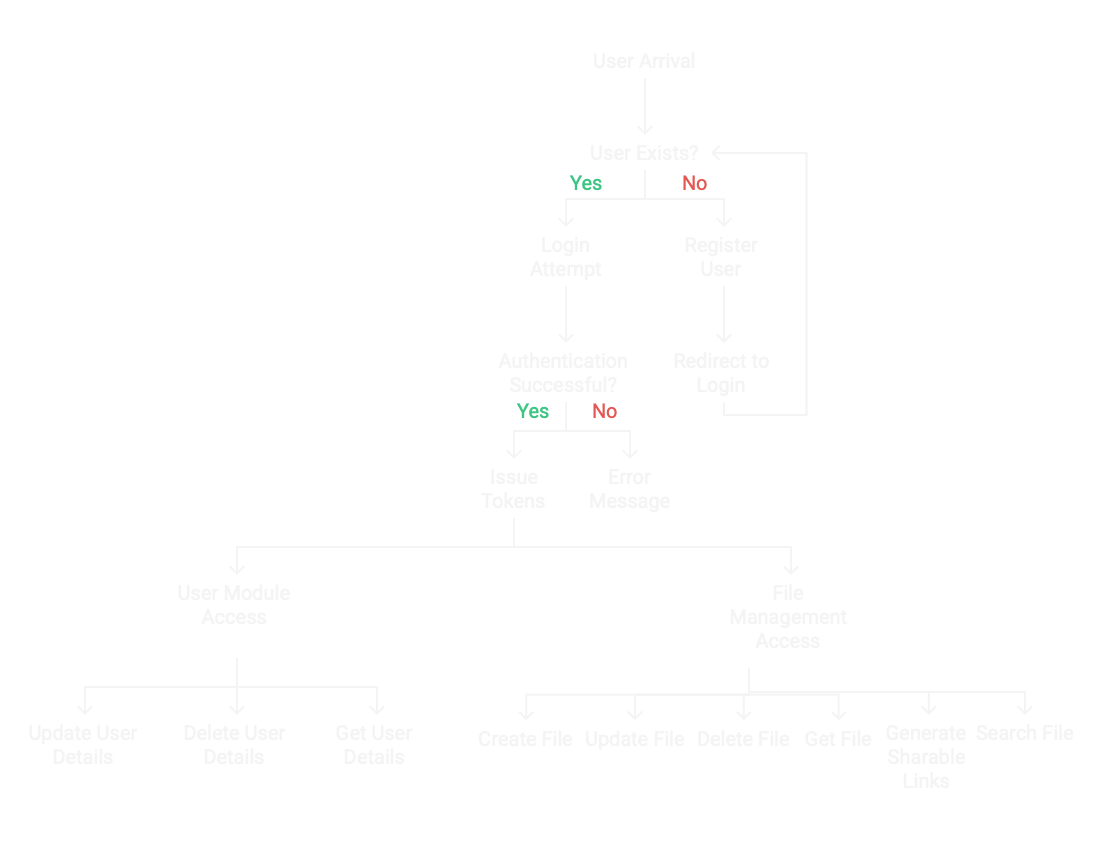 User Arrival
User Exists?
Yes
No
Login
Attempt
Register
User
Authentication
Successful?
Redirect to
Login
Yes
No
Issue
Tokens
Error
Message
User Module
Access
File
Management
Access
Update User
Details
Delete User
Details
Get User
Details
Create File
Update File
Delete File
Get File
Generate
Sharable
Links
Search File